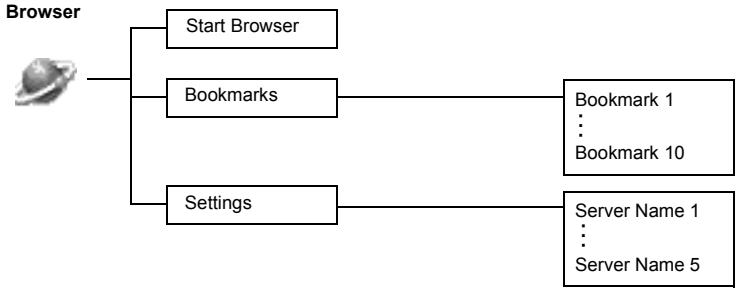 Browser
Start Browser
Bookmarks
Bookmark 1
⋮
Bookmark 10
Settings
Server Name 1
⋮
Server Name 5